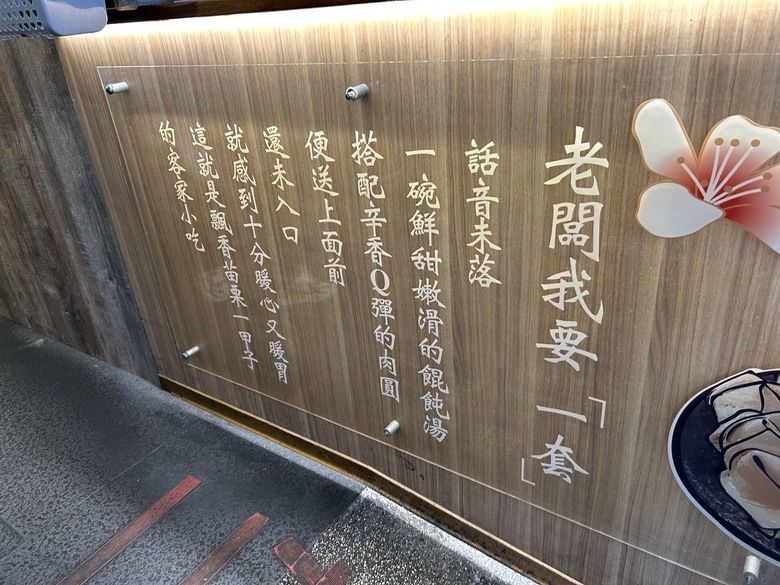 老闆我要「一套」
話音未落
一碗鮮甜嫩滑的餛飩湯
搭配辛香Q彈的肉圓
便送上面前
還未入口
就感到十分暖心又暖胃
這就是飄香苗栗一甲子
的客家小吃